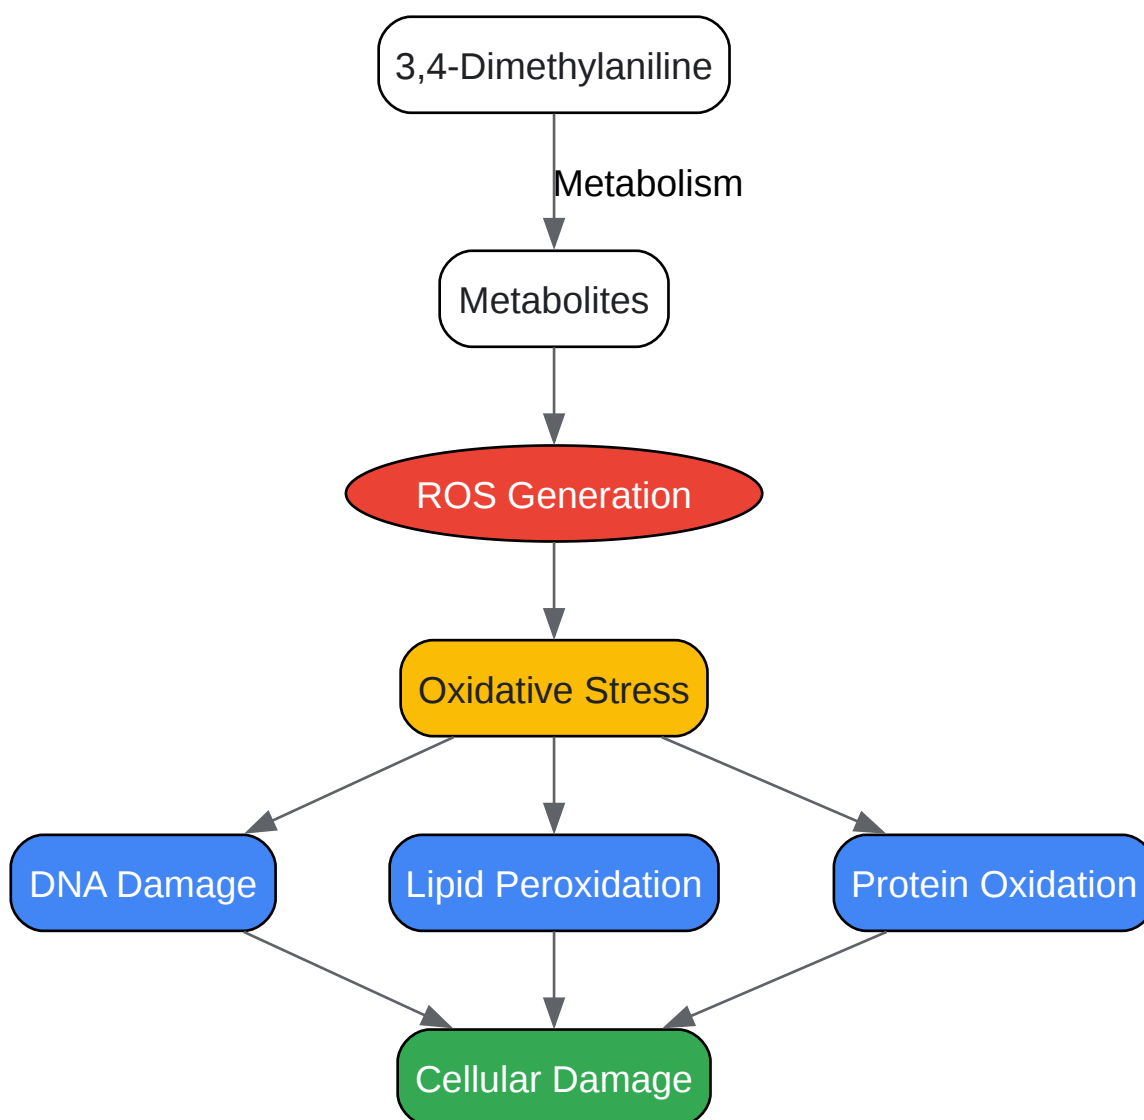 3,4-Dimethylaniline
Metabolism
Metabolites
ROS Generation
Oxidative Stress
DNA Damage
Lipid Peroxidation
Protein Oxidation
Cellular Damage